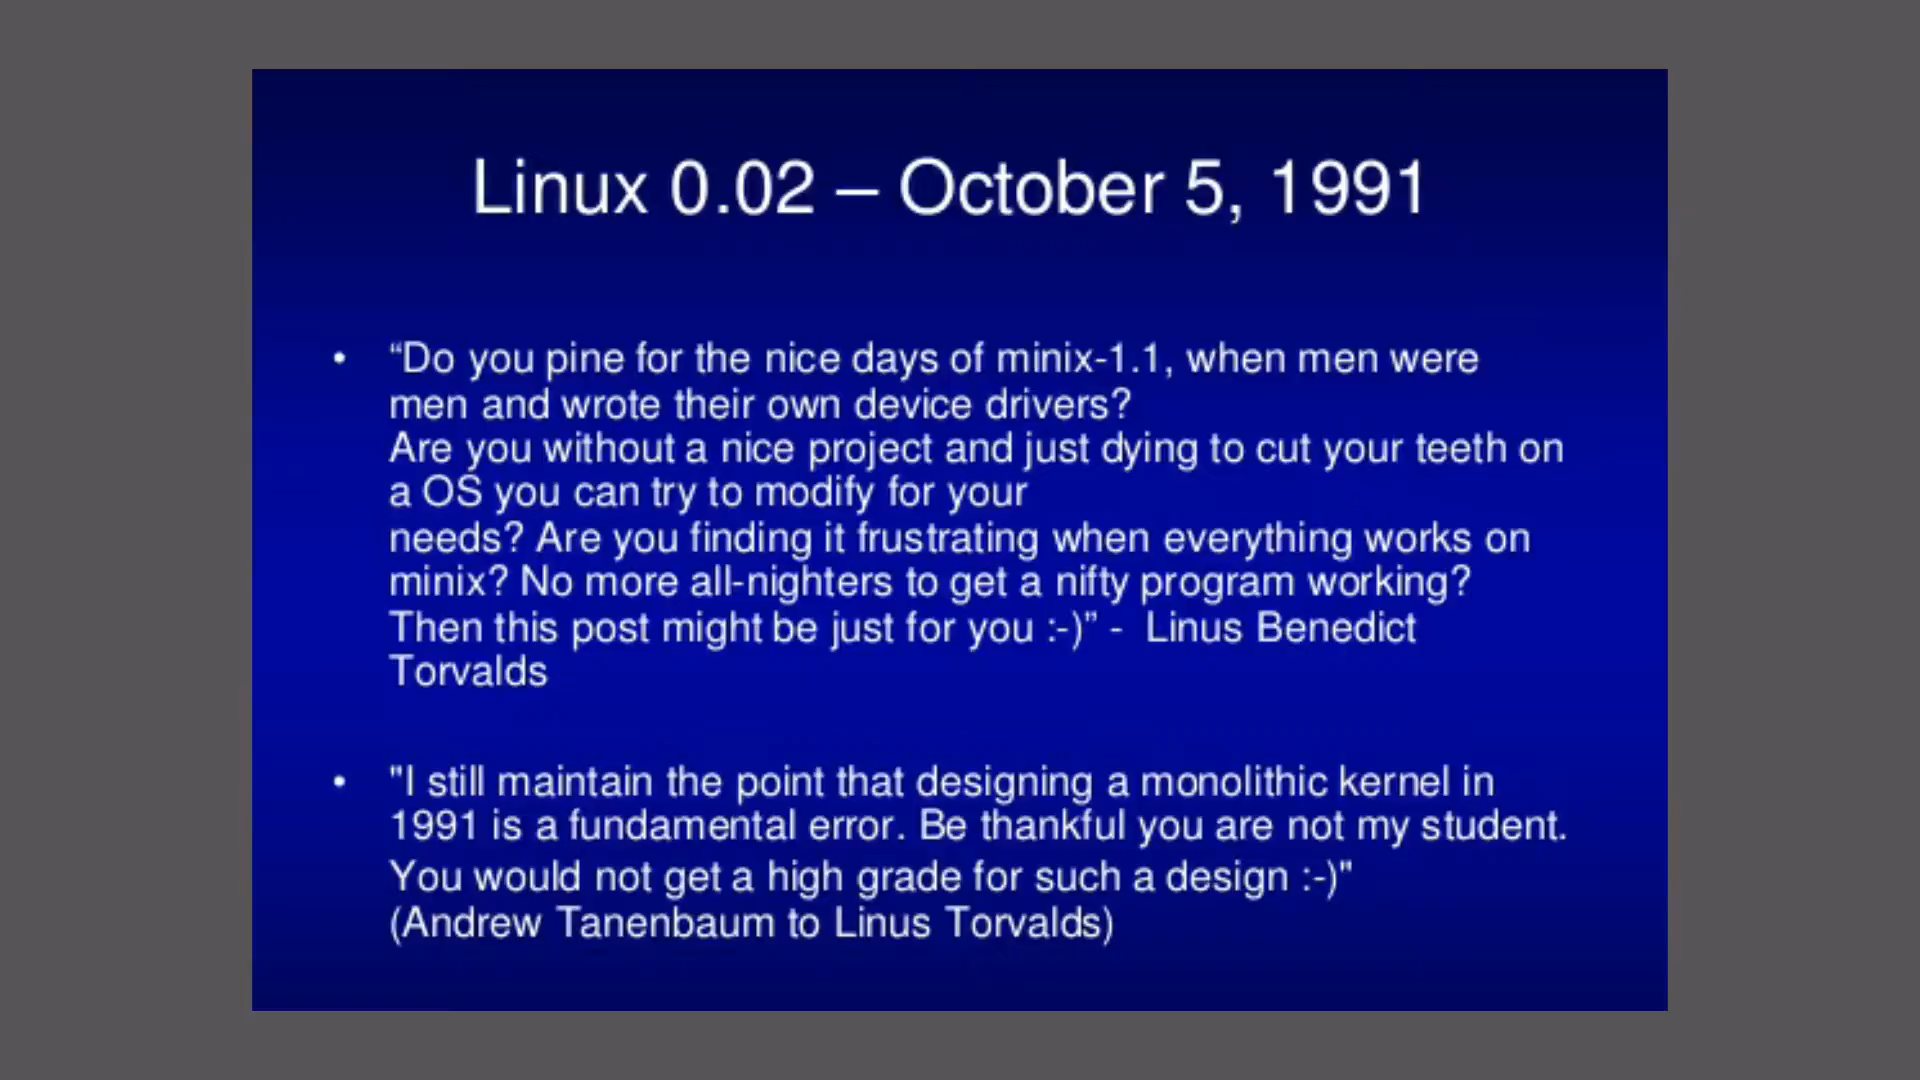 Linux 0.02 – October 5, 1991
• “Do you pine for the nice days of minix-1.1, when men were
men and wrote their own device drivers?
Are you without a nice project and just dying to cut your teeth on
a OS you can try to modify for your
needs? Are you finding it frustrating when everything works on
minix? No more all-nighters to get a nifty program working?
Then this post might be just for you :-)” - Linus Benedict
Torvalds
• "I still maintain the point that designing a monolithic kernel in
1991 is a fundamental error. Be thankful you are not my student.
You would not get a high grade for such a design :-)"
(Andrew Tanenbaum to Linus Torvalds)